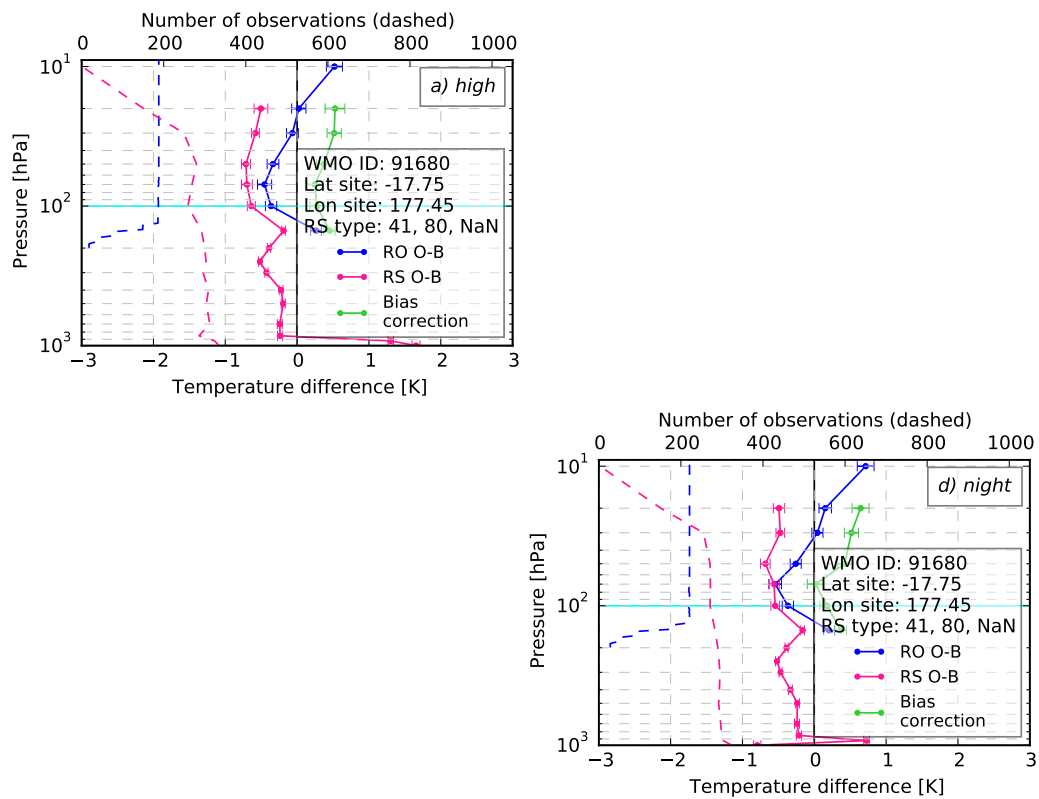 Number of observations (dashed)
0 200 400 600 800 1000
a) high
10¹
10²
10³
Pressure [hPa]
WMO ID: 91680
Lat site: -17.75
Lon site: 177.45
RS type: 41, 80, NaN
RO O-B
RS O-B
Bias
correction
−3 −2 −1 0 1 2 3
Temperature difference [K]
Number of observations (dashed)
0 200 400 600 800 1000
d) night
10¹
10²
10³
Pressure [hPa]
WMO ID: 91680
Lat site: -17.75
Lon site: 177.45
RS type: 41, 80, NaN
RO O-B
RS O-B
Bias
correction
−3 −2 −1 0 1 2 3
Temperature difference [K]